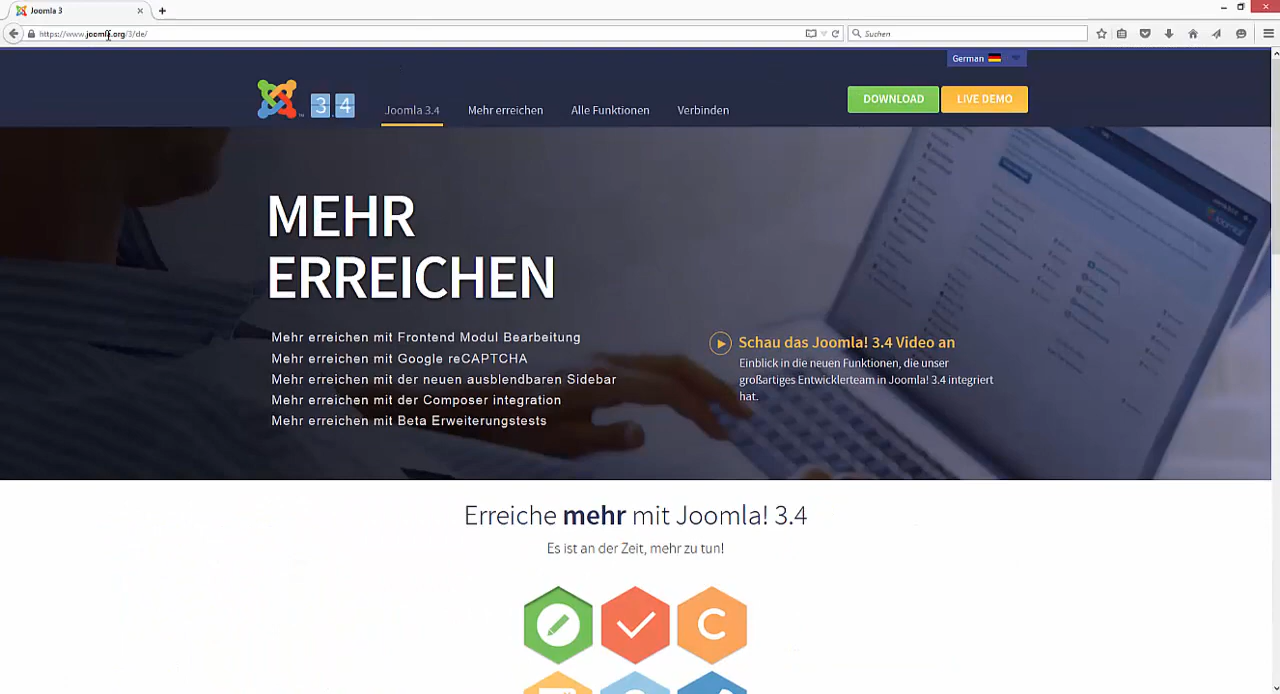 Joomla 3
https://www.joomla.org/3/de/
Suchen
German
3.4
Joomla 3.4
Mehr erreichen
Alle Funktionen
Verbinden
DOWNLOAD
LIVE DEMO
MEHR
ERREICHEN
Mehr erreichen mit Frontend Modul Bearbeitung
Mehr erreichen mit Google reCAPTCHA
Mehr erreichen mit der neuen ausblendbaren Sidebar
Mehr erreichen mit der Composer integration
Mehr erreichen mit Beta Erweiterungstests
Schau das Joomla! 3.4 Video an
Einblick in die neuen Funktionen, die unser
großartiges Entwicklerteam in Joomla! 3.4 integriert
hat.
Erreiche mehr mit Joomla! 3.4
Es ist an der Zeit, mehr zu tun!
C